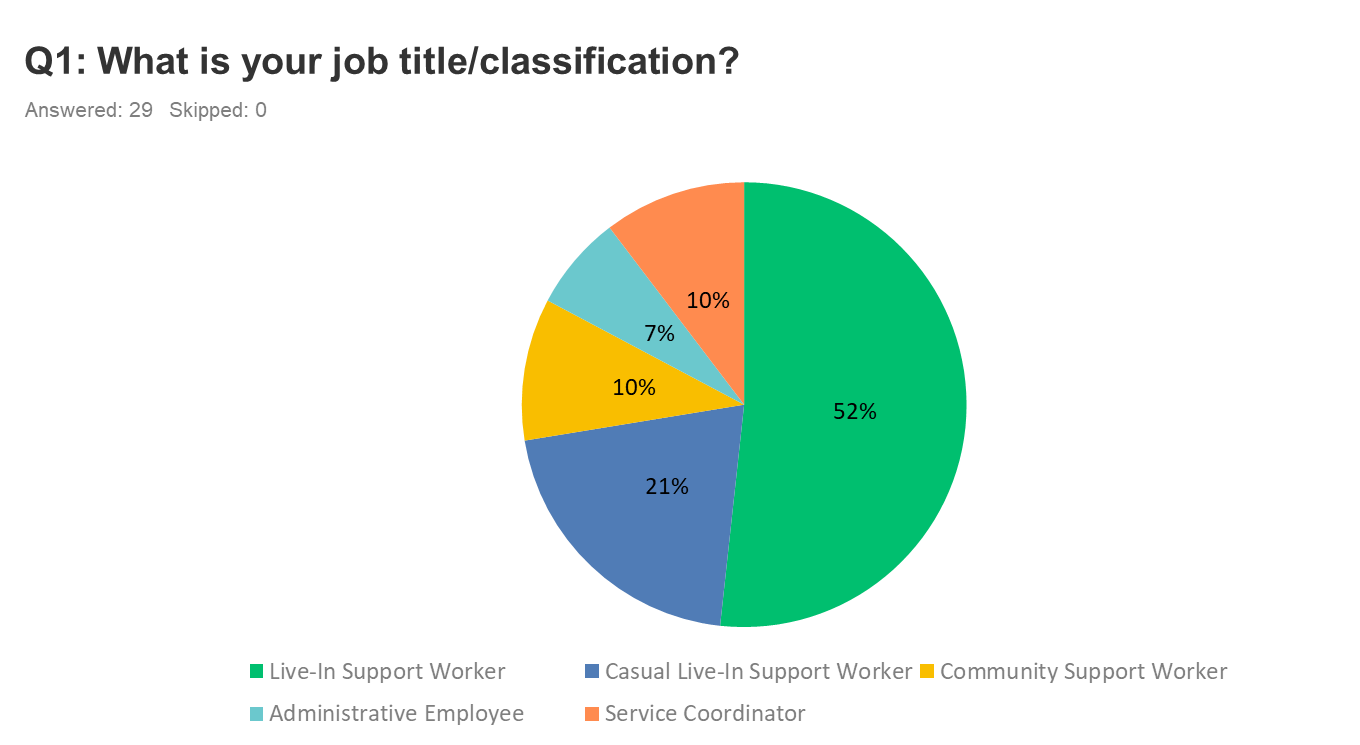 Q1: What is your job title/classification?
Answered: 29 Skipped: 0
10%
7%
10%
52%
21%
Live-In Support Worker
Casual Live-In Support Worker
Community Support Worker
Administrative Employee
Service Coordinator